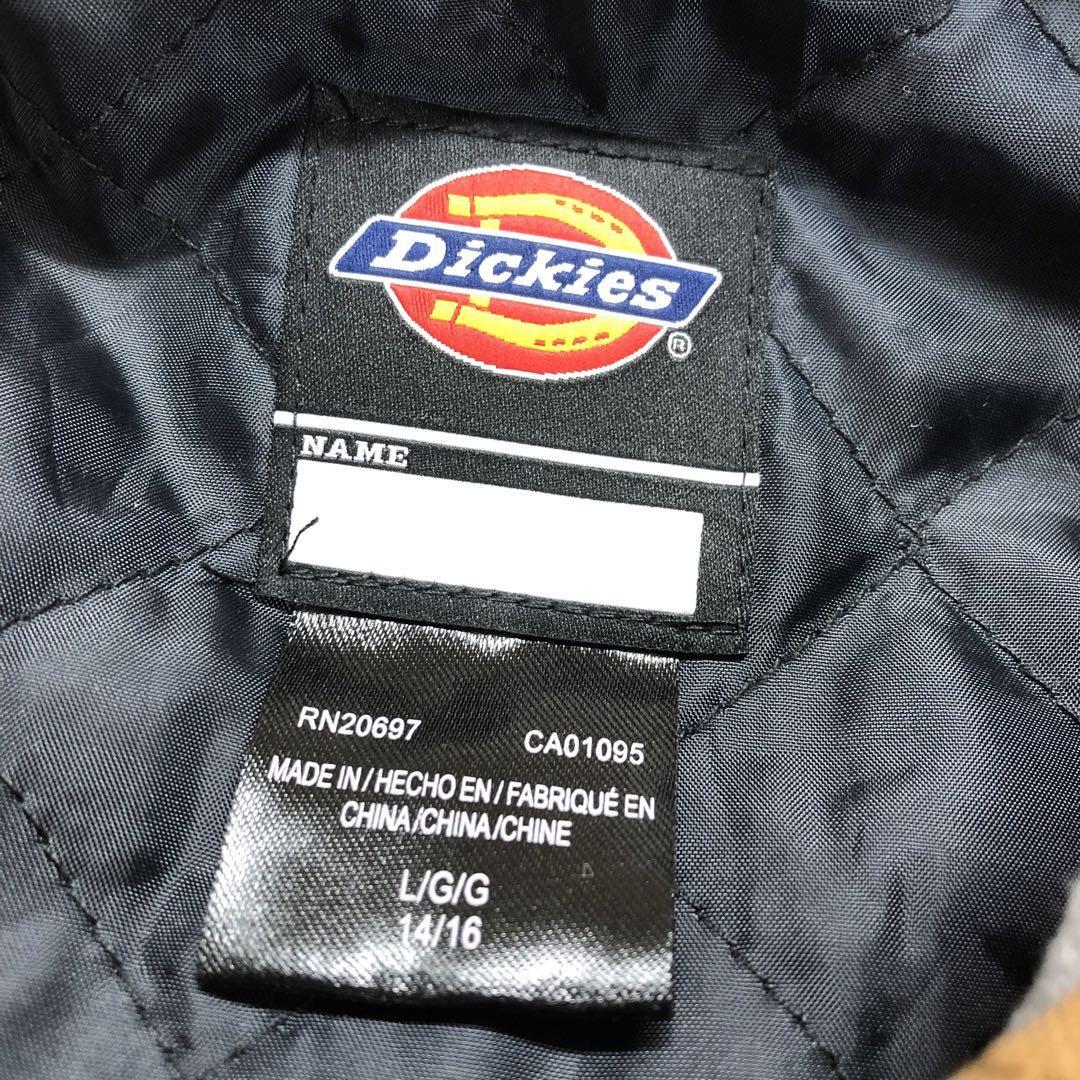 Dickies
®
NAME
RN20697 CA01095
MADE IN/HECHO EN/FABRIQUÉ EN
CHINA/CHINA/CHINE
L/G/G
14/16